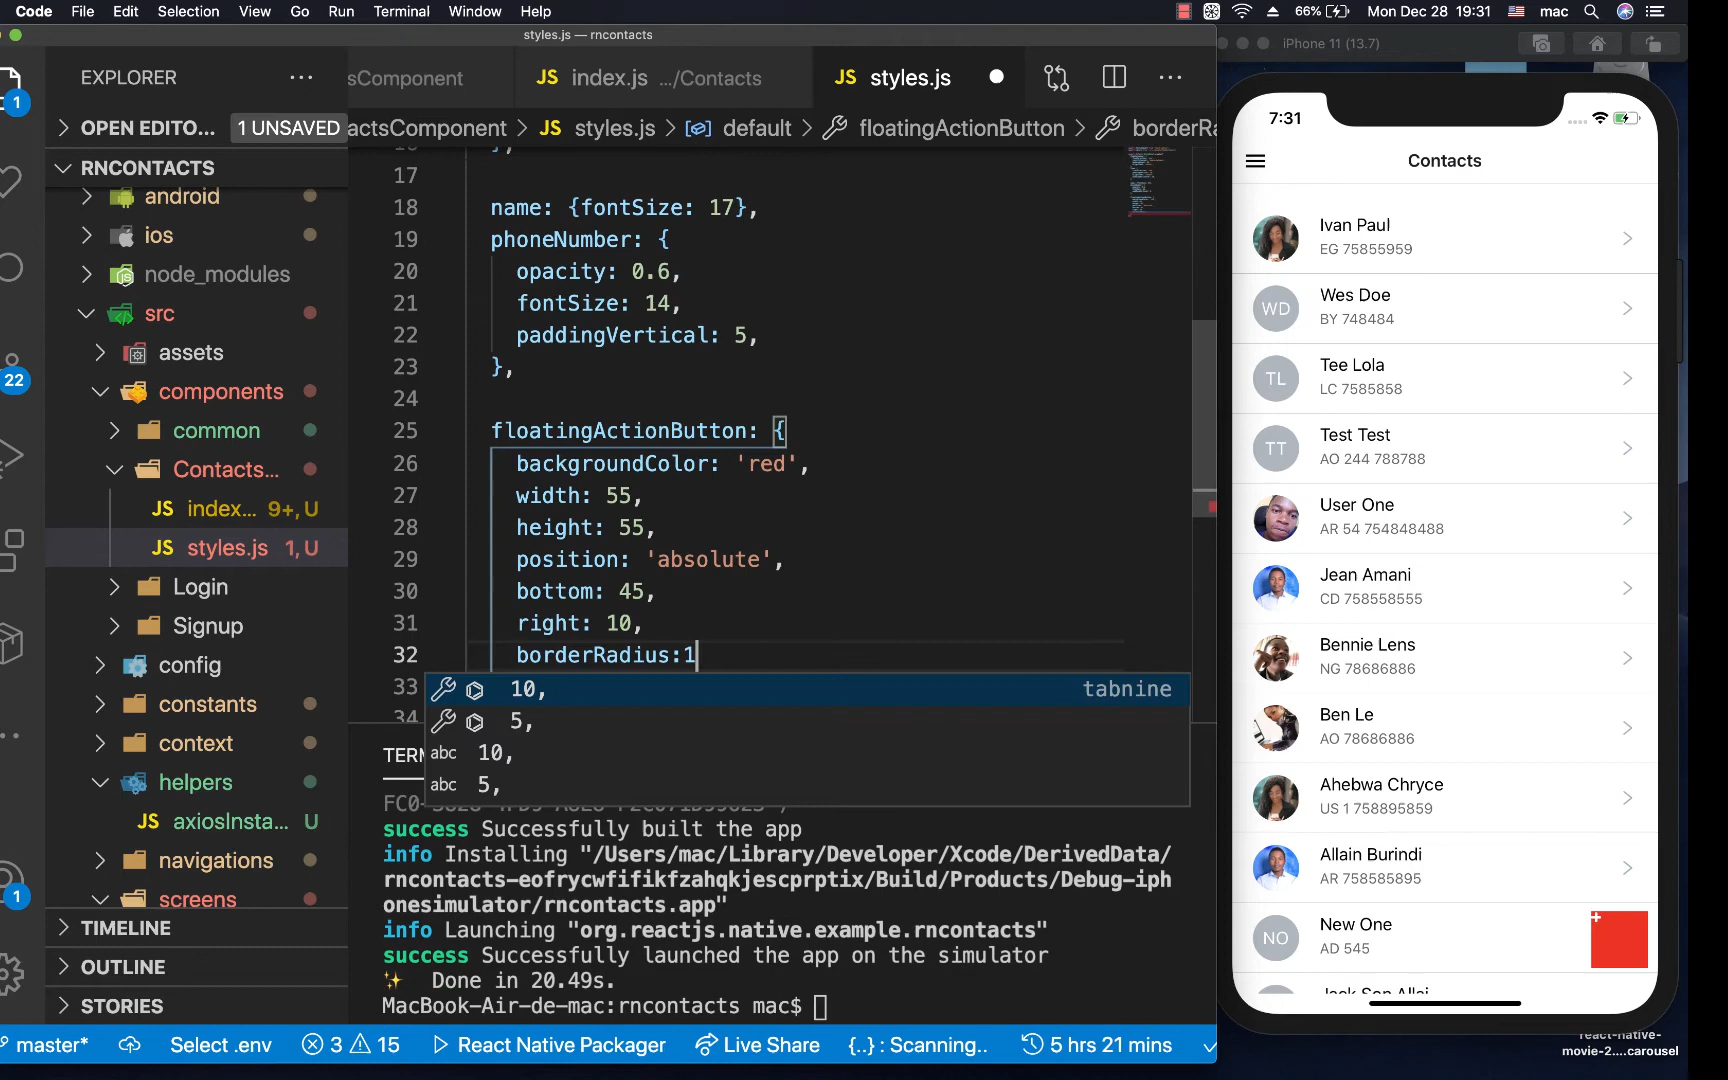 Code File Edit Selection View Go Run Terminal Window Help 66% Mon Dec 28 19:31 mac
styles.js — rncontacts
iPhone 11 (13.7)
EXPLORER
sComponent
JS index.js .../Contacts
JS styles.js
1
OPEN EDITO... 1 UNSAVED
actsComponent > JS styles.js > default > floatingActionButton > borderRa
RNCONTACTS
android
ios
node_modules
src
assets
components
common
Contacts...
JS index... 9+, U
JS styles.js 1, U
Login
Signup
config
constants
context
helpers
JS axiosInsta... U
navigations
screens
TIMELINE
OUTLINE
STORIES
22
1
17
18 name: {fontSize: 17},
19 phoneNumber: {
20 opacity: 0.6,
21 fontSize: 14,
22 paddingVertical: 5,
23 },
24
25 floatingActionButton: {
26 backgroundColor: 'red',
27 width: 55,
28 height: 55,
29 position: 'absolute',
30 bottom: 45,
31 right: 10,
32 borderRadius:1
33
34
10, tabnine
5,
abc 10,
abc 5,
TERM
success Successfully built the app
info Installing "/Users/mac/Library/Developer/Xcode/DerivedData/
rncontacts-eofrycwfifikfzahqkjescprptix/Build/Products/Debug-iph
onesimulator/rncontacts.app"
info Launching "org.reactjs.native.example.rncontacts"
success Successfully launched the app on the simulator
✨ Done in 20.49s.
MacBook-Air-de-mac:rncontacts mac$
master* Select .env 3 15 React Native Packager Live Share {..} : Scanning.. 5 hrs 21 mins
7:31
Contacts
Ivan Paul
EG 75855959
WD
Wes Doe
BY 748484
TL
Tee Lola
LC 7585858
TT
Test Test
AO 244 788788
User One
AR 54 754848488
Jean Amani
CD 758558555
Bennie Lens
NG 78686886
Ben Le
AO 78686886
Ahebwa Chryce
US 1 758895859
Allain Burindi
AR 758585895
NO
New One
AD 545
+
react-native-
movie-2....carousel